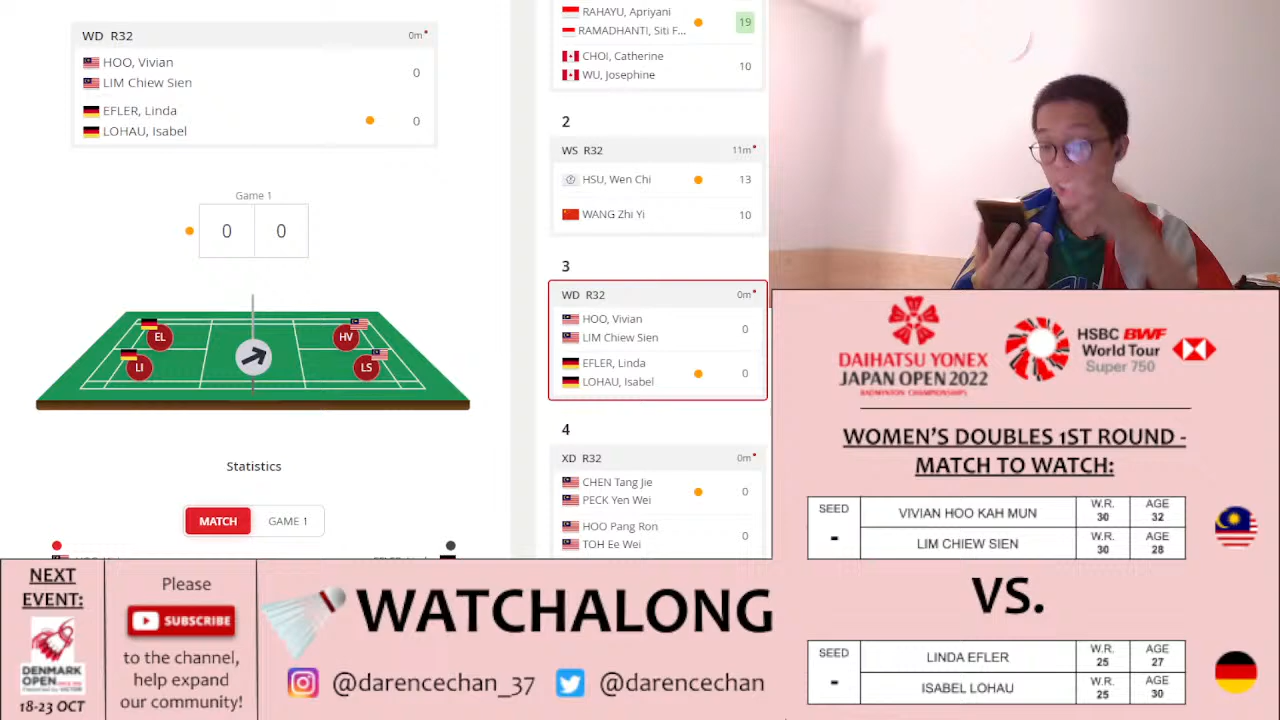 WD R32
0m
HOO, Vivian
LIM Chiew Sien
0
EFLER, Linda
LOHAU, Isabel
0
Game 1
0 0
EL
HV
LI
LS
Statistics
MATCH
GAME 1
RAHAYU, Apriyani
RAMADHANTI, Siti F...
19
CHOI, Catherine
WU, Josephine
10
2
WS R32
11m
HSU, Wen Chi
13
WANG Zhi Yi
10
3
WD R32
0m
HOO, Vivian
LIM Chiew Sien
0
EFLER, Linda
LOHAU, Isabel
0
4
XD R32
0m
CHEN Tang Jie
PECK Yen Wei
0
HOO Pang Ron
TOH Ee Wei
0
DAIHATSU YONEX
JAPAN OPEN 2022
BADMINTON CHAMPIONSHIPS
HSBC BWF
World Tour
Super 750
WOMEN'S DOUBLES 1ST ROUND -
MATCH TO WATCH:
SEED
-
VIVIAN HOO KAH MUN
W.R.
30
AGE
32
LIM CHIEW SIEN
W.R.
30
AGE
28
VS.
SEED
-
LINDA EFLER
W.R.
25
AGE
27
ISABEL LOHAU
W.R.
25
AGE
30
NEXT
EVENT:
DENMARK
OPEN
18-23 OCT
Please
SUBSCRIBE
to the channel,
help expand
our community!
WATCHALONG
@darencechan_37
@darencechan